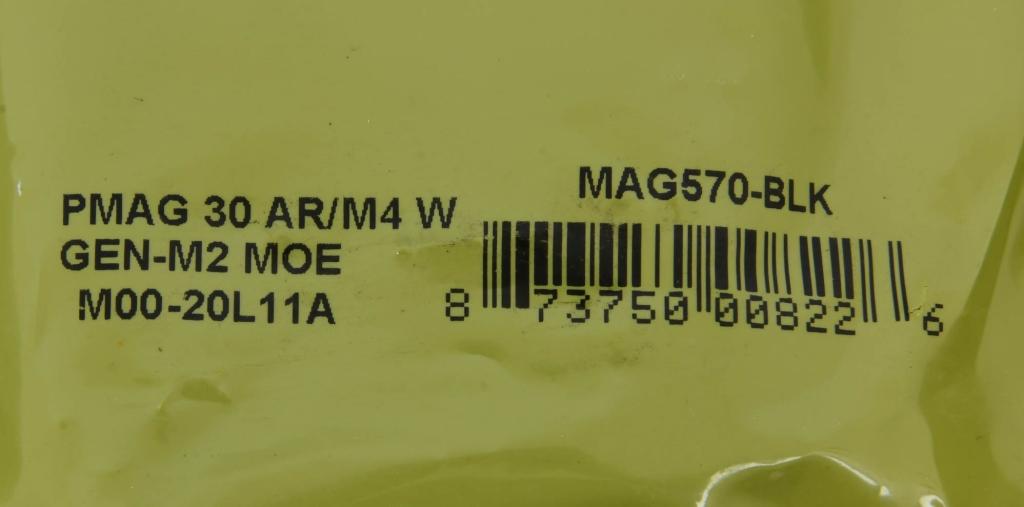 PMAG 30 AR/M4 W
GEN-M2 MOE
M00-20L11A
MAG570-BLK
8 73750 00822 6